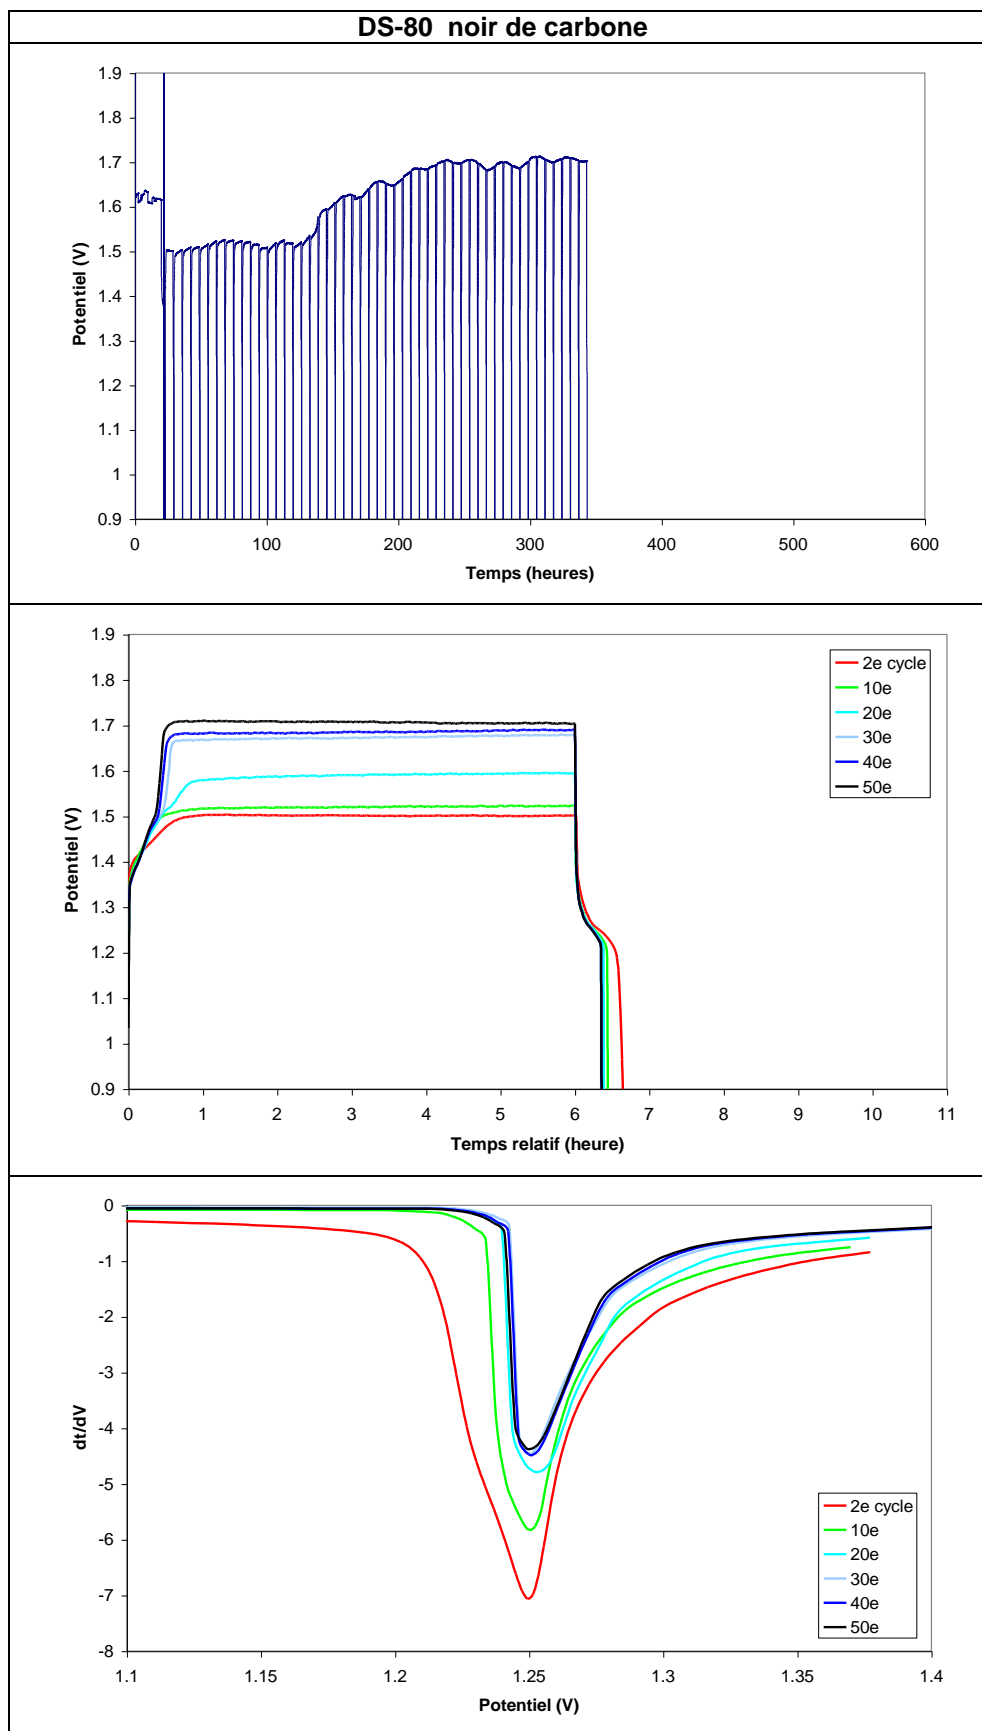 DS-80 noir de carbone
1.9
1.8
1.7
1.6
1.5
1.4
1.3
1.2
1.1
1
0.9
Potentiel (V)
0 100 200 300 400 500 600
Temps (heures)
1.9
1.8
1.7
1.6
1.5
1.4
1.3
1.2
1.1
1
0.9
Potentiel (V)
2e cycle
10e
20e
30e
40e
50e
0 1 2 3 4 5 6 7 8 9 10 11
Temps relatif (heure)
0
-1
-2
-3
-4
-5
-6
-7
-8
dt/dV
2e cycle
10e
20e
30e
40e
50e
1.1 1.15 1.2 1.25 1.3 1.35 1.4
Potentiel (V)